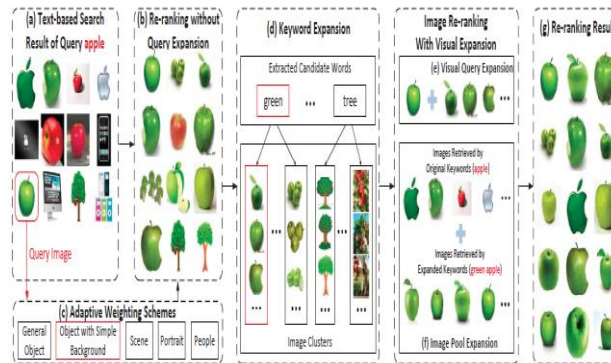 (a) Text-based Search
Result of Query apple
Query Image
(b) Re-ranking without
Query Expansion
(c) Adaptive Weighting Schemes
General
Object
Object with Simple
Background
Scene
Portrait
People
(d) Keyword Expansion
Extracted Candidate Words
green
...
tree
... ... ...
... ... ... ...
Image Clusters
Image Re-ranking
With Visual Expansion
(e) Visual Query Expansion
...
Images Retrieved by
Original Keywords (apple)
...
Images Retrieved by
Expanded Keywords (green apple)
...
(f) Image Pool Expansion
(g) Re-ranking Result